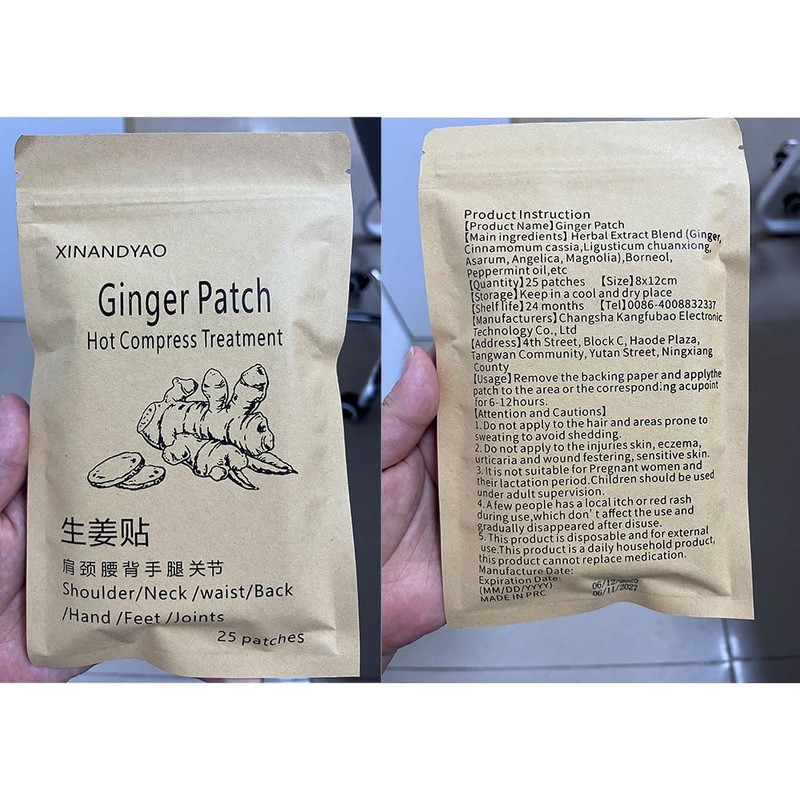 XINANDYAO
Ginger Patch
Hot Compress Treatment
生姜贴
肩颈腰背手腿关节
Shoulder/Neck /waist/Back
/Hand /Feet /Joints
25 patches
Product Instruction
【Product Name】Ginger Patch
【Main ingredients】Herbal Extract Blend (Ginger,
Cinnamomum cassia,Ligusticum chuanxiong,
Asarum, Angelica, Magnolia),Borneol,
Peppermint oil,etc
【Quantity】25 patches 【Size】8x12cm
【Storage】Keep in a cool and dry place
【Shelf life】24 months 【Tel】0086-4008832337
【Manufacturers】Changsha Kangfubao Electronic
Technology Co., Ltd
【Address】4th Street, Block C, Haode Plaza,
Tangwan Community, Yutan Street, Ningxiang
County
【Usage】Remove the backing paper and applythe
patch to the area or the corresponding acupoint
for 6-12hours.
【Attention and Cautions】
1. Do not apply to the hair and areas prone to
sweating to avoid shedding.
2. Do not apply to the injuries skin, eczema,
urticaria and wound festering, sensitive skin.
3. It is not suitable for Pregnant women and
their lactation period.Children should be used
under adult supervision.
4. A few people has a local itch or red rash
during use,which don't affect the use and
gradually disappeared after disuse.
5. This product is disposable and for external
use.This product is a daily household product,
this product cannot replace medication.
Manufacture Date: 06/12/2025
Expiration Date: 06/11/2027
(MM/DD/YYYY)
MADE IN PRC